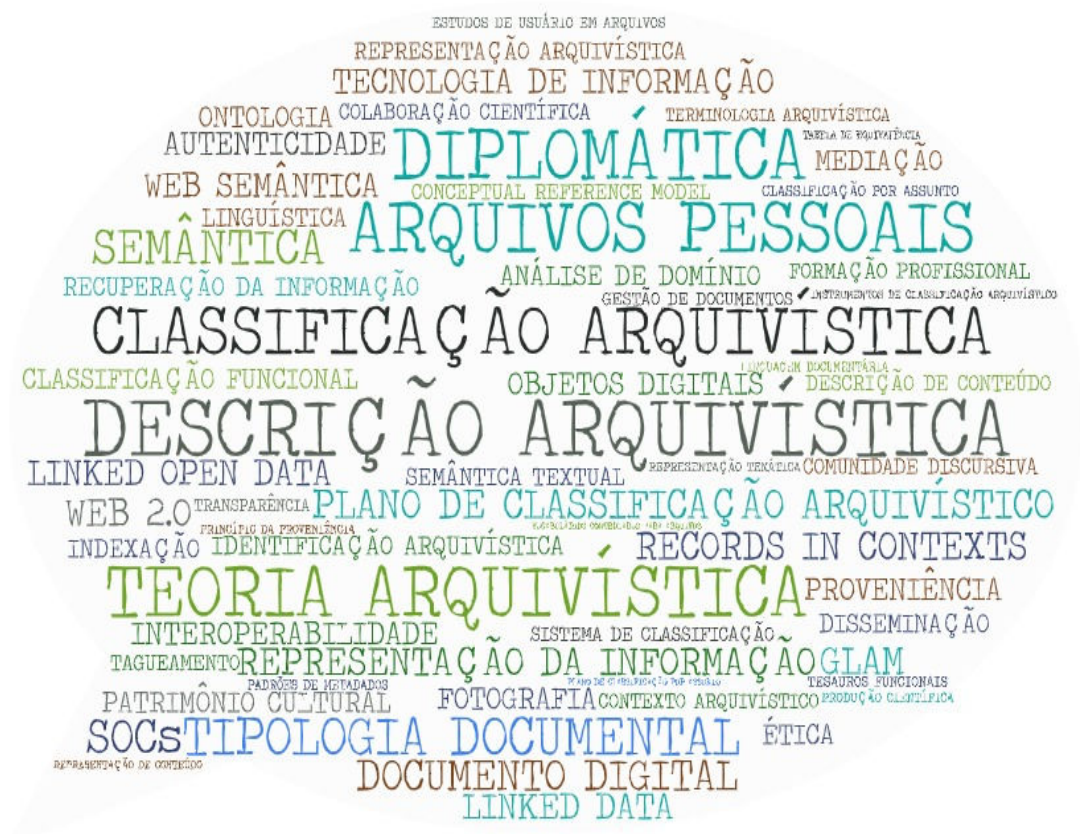 ESTUDOS DE USUÁRIO EM ARQUIVOS
REPRESENTAÇÃO ARQUIVÍSTICA
TECNOLOGIA DE INFORMAÇÃO
ONTOLOGIA COLABORAÇÃO CIENTÍFICA TERMINOLOGIA ARQUIVÍSTICA
AUTENTICIDADE DIPLOMÁTICA TABELA DE EQUIVALÊNCIA
MEDIAÇÃO
WEB SEMÂNTICA CONCEPTUAL REFERENCE MODEL CLASSIFICAÇÃO POR ASSUNTO
LINGUÍSTICA ARQUIVOS PESSOAIS
SEMÂNTICA
RECUPERAÇÃO DA INFORMAÇÃO ANÁLISE DE DOMÍNIO FORMAÇÃO PROFISSIONAL
GESTÃO DE DOCUMENTOS INSTRUMENTOS DE CLASSIFICAÇÃO ARQUIVÍSTICO
CLASSIFICAÇÃO ARQUIVÍSTICA
LINGUAGEM DOCUMENTÁRIA
CLASSIFICAÇÃO FUNCIONAL OBJETOS DIGITAIS DESCRIÇÃO DE CONTEÚDO
DESCRIÇÃO ARQUIVÍSTICA
LINKED OPEN DATA SEMÂNTICA TEXTUAL REPRESENTAÇÃO TEMÁTICA COMUNIDADE DISCURSIVA
WEB 2.0 TRANSPARÊNCIA PLANO DE CLASSIFICAÇÃO ARQUIVÍSTICO
PRINCÍPIO DA PROVENIÊNCIA
INDEXAÇÃO IDENTIFICAÇÃO ARQUIVÍSTICA RECORDS IN CONTEXTS
TEORIA ARQUIVÍSTICA PROVENIÊNCIA
INTEROPERABILIDADE SISTEMA DE CLASSIFICAÇÃO DISSEMINAÇÃO
TAGUEAMENTO REPRESENTAÇÃO DA INFORMAÇÃO GLAM
PADRÕES DE METADADOS TESAUROS FUNCIONAIS
PATRIMÔNIO CULTURAL FOTOGRAFIA CONTEXTO ARQUIVÍSTICO PRODUÇÃO CIENTÍFICA
SOCs TIPOLOGIA DOCUMENTAL ÉTICA
REPRESENTAÇÃO DE CONTEÚDO
DOCUMENTO DIGITAL
LINKED DATA